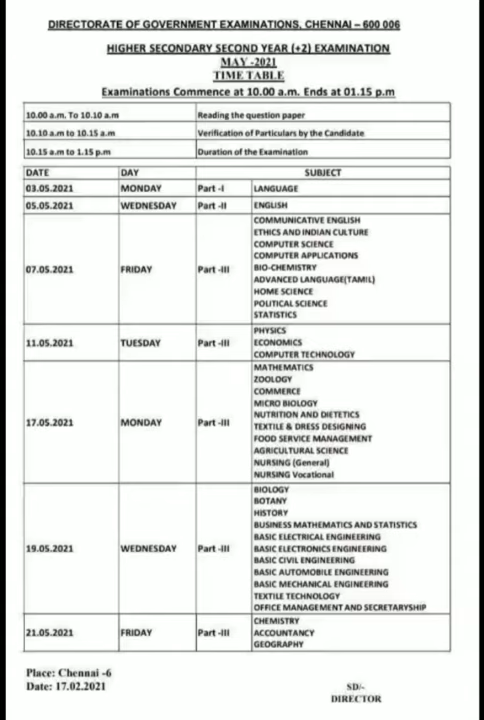 DIRECTORATE OF GOVERNMENT EXAMINATIONS, CHENNAI – 600 006
HIGHER SECONDARY SECOND YEAR (+2) EXAMINATION
MAY -2021
TIME TABLE
Examinations Commence at 10.00 a.m. Ends at 01.15 p.m
10.00 a.m. To 10.10 a.m Reading the question paper
10.10 a.m to 10.15 a.m Verification of Particulars by the Candidate
10.15 a.m to 1.15 p.m Duration of the Examination
DATE DAY SUBJECT
03.05.2021 MONDAY Part -I LANGUAGE
05.05.2021 WEDNESDAY Part -II ENGLISH
07.05.2021 FRIDAY Part -III COMMUNICATIVE ENGLISH
ETHICS AND INDIAN CULTURE
COMPUTER SCIENCE
COMPUTER APPLICATIONS
BIO-CHEMISTRY
ADVANCED LANGUAGE(TAMIL)
HOME SCIENCE
POLITICAL SCIENCE
STATISTICS
11.05.2021 TUESDAY Part -III PHYSICS
ECONOMICS
COMPUTER TECHNOLOGY
17.05.2021 MONDAY Part -III MATHEMATICS
ZOOLOGY
COMMERCE
MICRO BIOLOGY
NUTRITION AND DIETETICS
TEXTILE & DRESS DESIGNING
FOOD SERVICE MANAGEMENT
AGRICULTURAL SCIENCE
NURSING (General)
NURSING Vocational
19.05.2021 WEDNESDAY Part -III BIOLOGY
BOTANY
HISTORY
BUSINESS MATHEMATICS AND STATISTICS
BASIC ELECTRICAL ENGINEERING
BASIC ELECTRONICS ENGINEERING
BASIC CIVIL ENGINEERING
BASIC AUTOMOBILE ENGINEERING
BASIC MECHANICAL ENGINEERING
TEXTILE TECHNOLOGY
OFFICE MANAGEMENT AND SECRETARYSHIP
21.05.2021 FRIDAY Part -III CHEMISTRY
ACCOUNTANCY
GEOGRAPHY
Place: Chennai -6
Date: 17.02.2021
SD/-
DIRECTOR